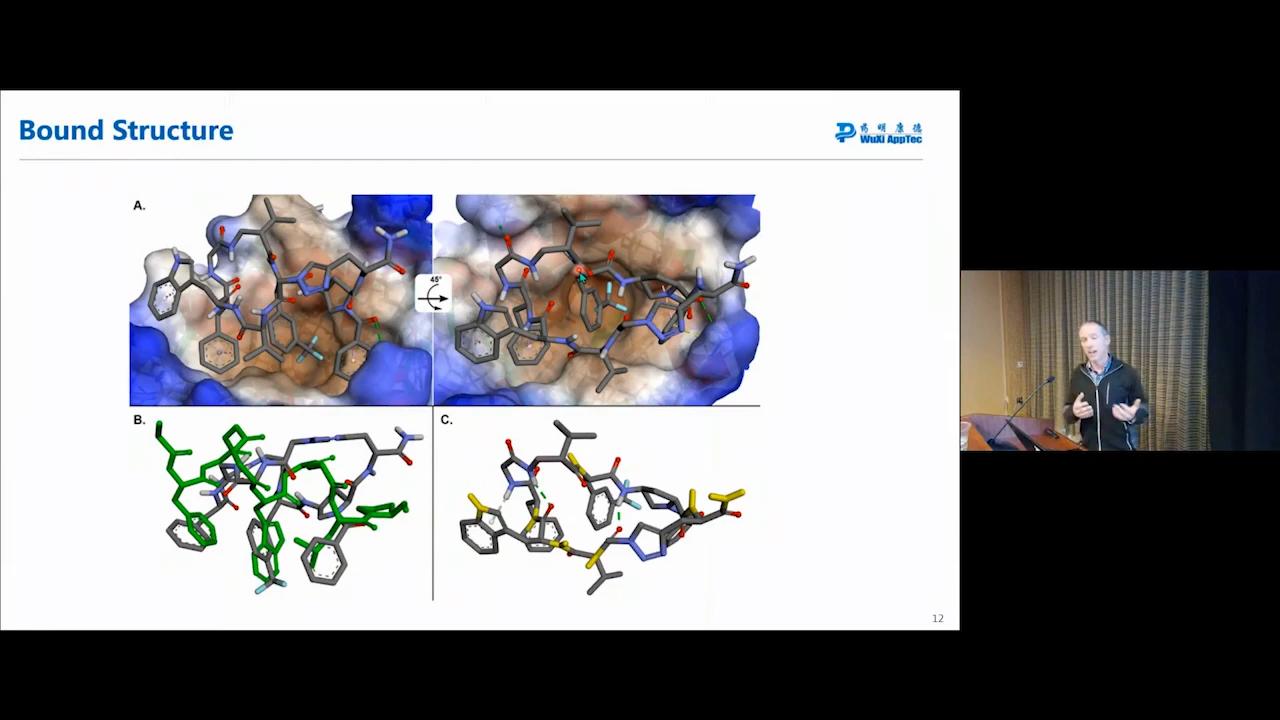 Bound Structure
药明康德
WuXi AppTec
A.
45°
B.
C.
12